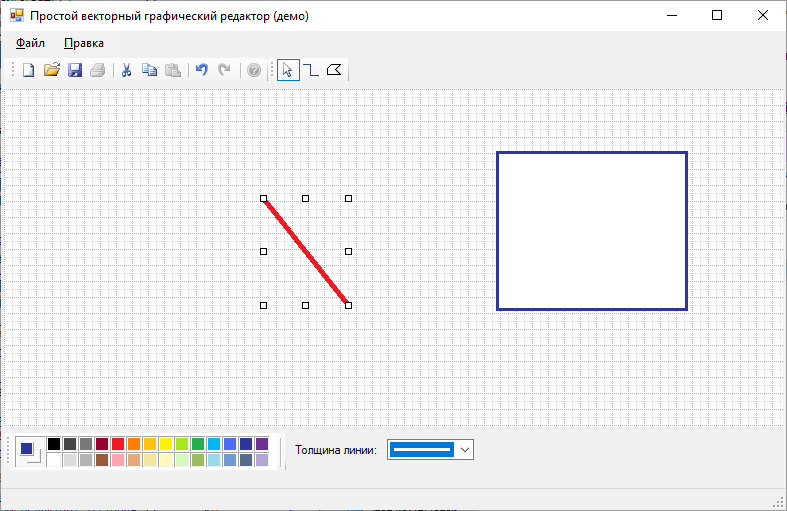 Простой векторный графический редактор (демо)
Файл Правка
Толщина линии: